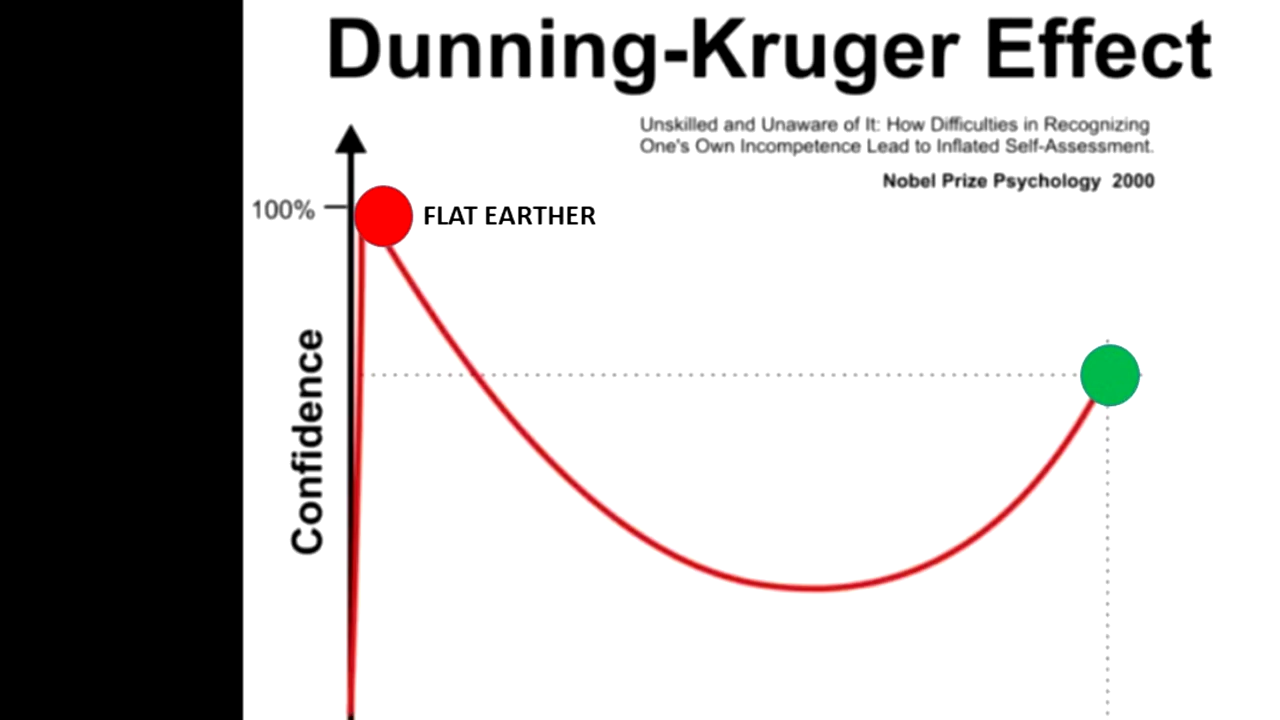 Dunning-Kruger Effect
Unskilled and Unaware of It: How Difficulties in Recognizing
One's Own Incompetence Lead to Inflated Self-Assessment.
Nobel Prize Psychology 2000
100%
FLAT EARTHER
Confidence